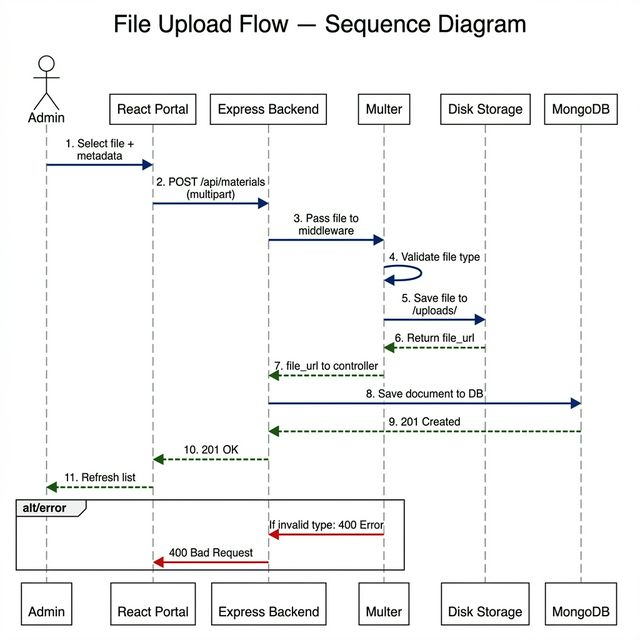 File Upload Flow — Sequence Diagram
Admin
React Portal
Express Backend
Multer
Disk Storage
MongoDB
1. Select file +
metadata
2. POST /api/materials
(multipart)
3. Pass file to
middleware
4. Validate file type
5. Save file to
/uploads/
6. Return file_url
7. file_url to controller
8. Save document to DB
9. 201 Created
10. 201 OK
11. Refresh list
alt/error
If invalid type: 400 Error
400 Bad Request
Admin
React Portal
Express Backend
Multer
Disk Storage
MongoDB